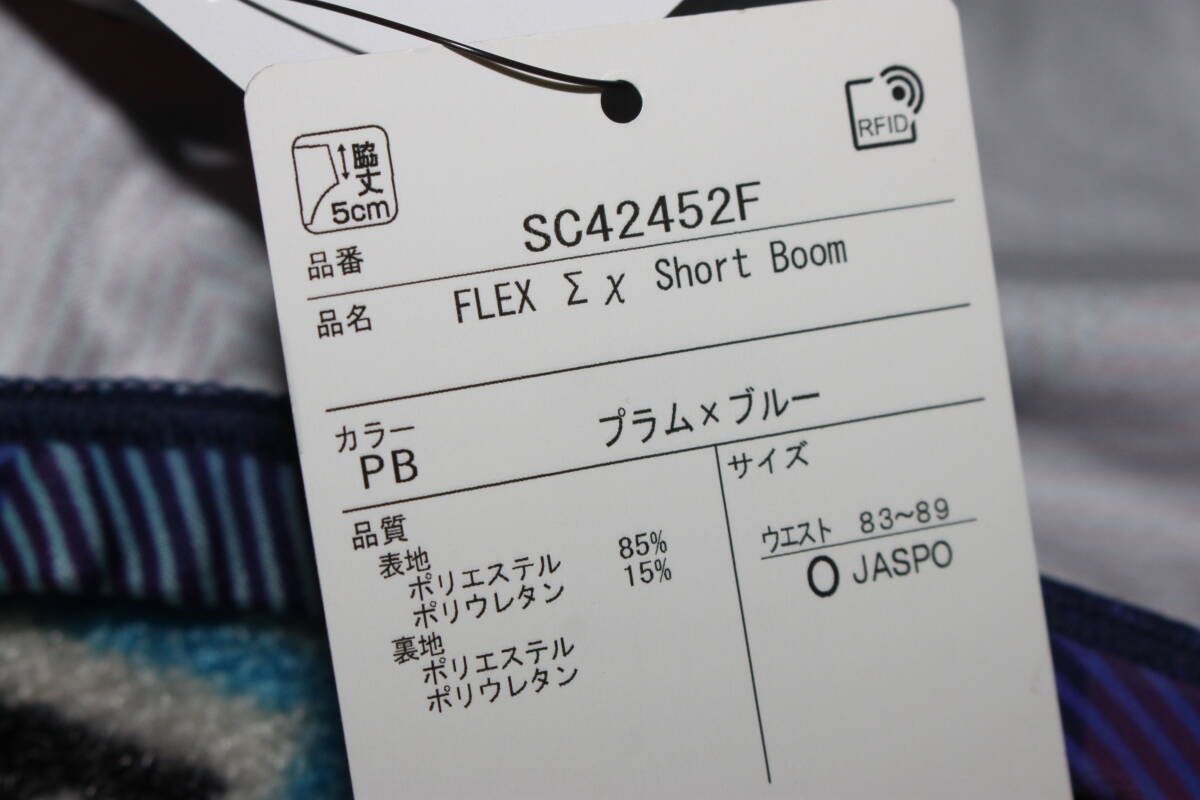 脇丈
5cm
RFID
品番 SC42452F
品名 FLEX Σχ Short Boom
カラー
PB プラム×ブルー
品質
表地
ポリエステル 85%
ポリウレタン 15%
裏地
ポリエステル
ポリウレタン
サイズ
ウエスト 83~89
O JASPO